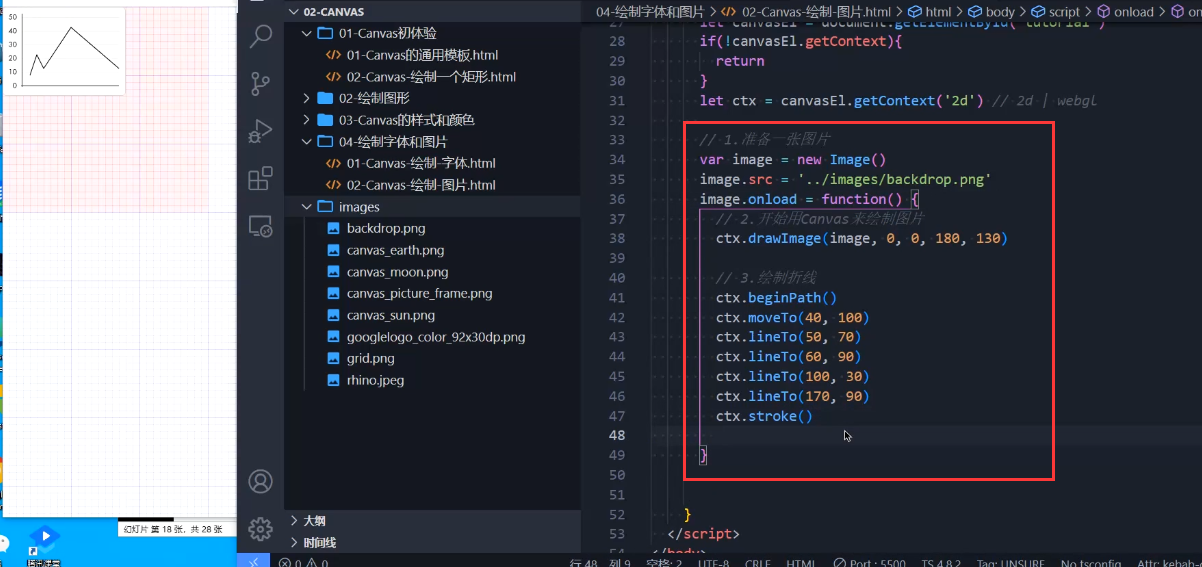 50
40
30
20
10
0
幻灯片 第 18 张, 共 28 张
腾讯课堂
02-CANVAS
01-Canvas初体验
01-Canvas的通用模板.html
02-Canvas-绘制一个矩形.html
02-绘制图形
03-Canvas的样式和颜色
04-绘制字体和图片
01-Canvas-绘制-字体.html
02-Canvas-绘制-图片.html
images
backdrop.png
canvas_earth.png
canvas_moon.png
canvas_picture_frame.png
canvas_sun.png
googlelogo_color_92x30dp.png
grid.png
rhino.jpeg
大纲
时间线
04-绘制字体和图片 > 02-Canvas-绘制-图片.html > html > body > script > onload > on
27 let canvasEl = document.getElementById('tutorial')
28 if(!canvasEl.getContext){
29 return
30 }
31 let ctx = canvasEl.getContext('2d') // 2d | webgl
32
33 // 1.准备一张图片
34 var image = new Image()
35 image.src = '../images/backdrop.png'
36 image.onload = function() {
37 // 2.开始用Canvas来绘制图片
38 ctx.drawImage(image, 0, 0, 180, 130)
39
40 // 3.绘制折线
41 ctx.beginPath()
42 ctx.moveTo(40, 100)
43 ctx.lineTo(50, 70)
44 ctx.lineTo(60, 90)
45 ctx.lineTo(100, 30)
46 ctx.lineTo(170, 90)
47 ctx.stroke()
48
49 }
50
51
52 }
53 </script>
54 </body>
0 0 行 48, 列 9 空格: 2 UTF-8 CRLF HTML Port : 5500 TS 4.8.2 Tag: UNSURE No tsconfig Attr: kebab-